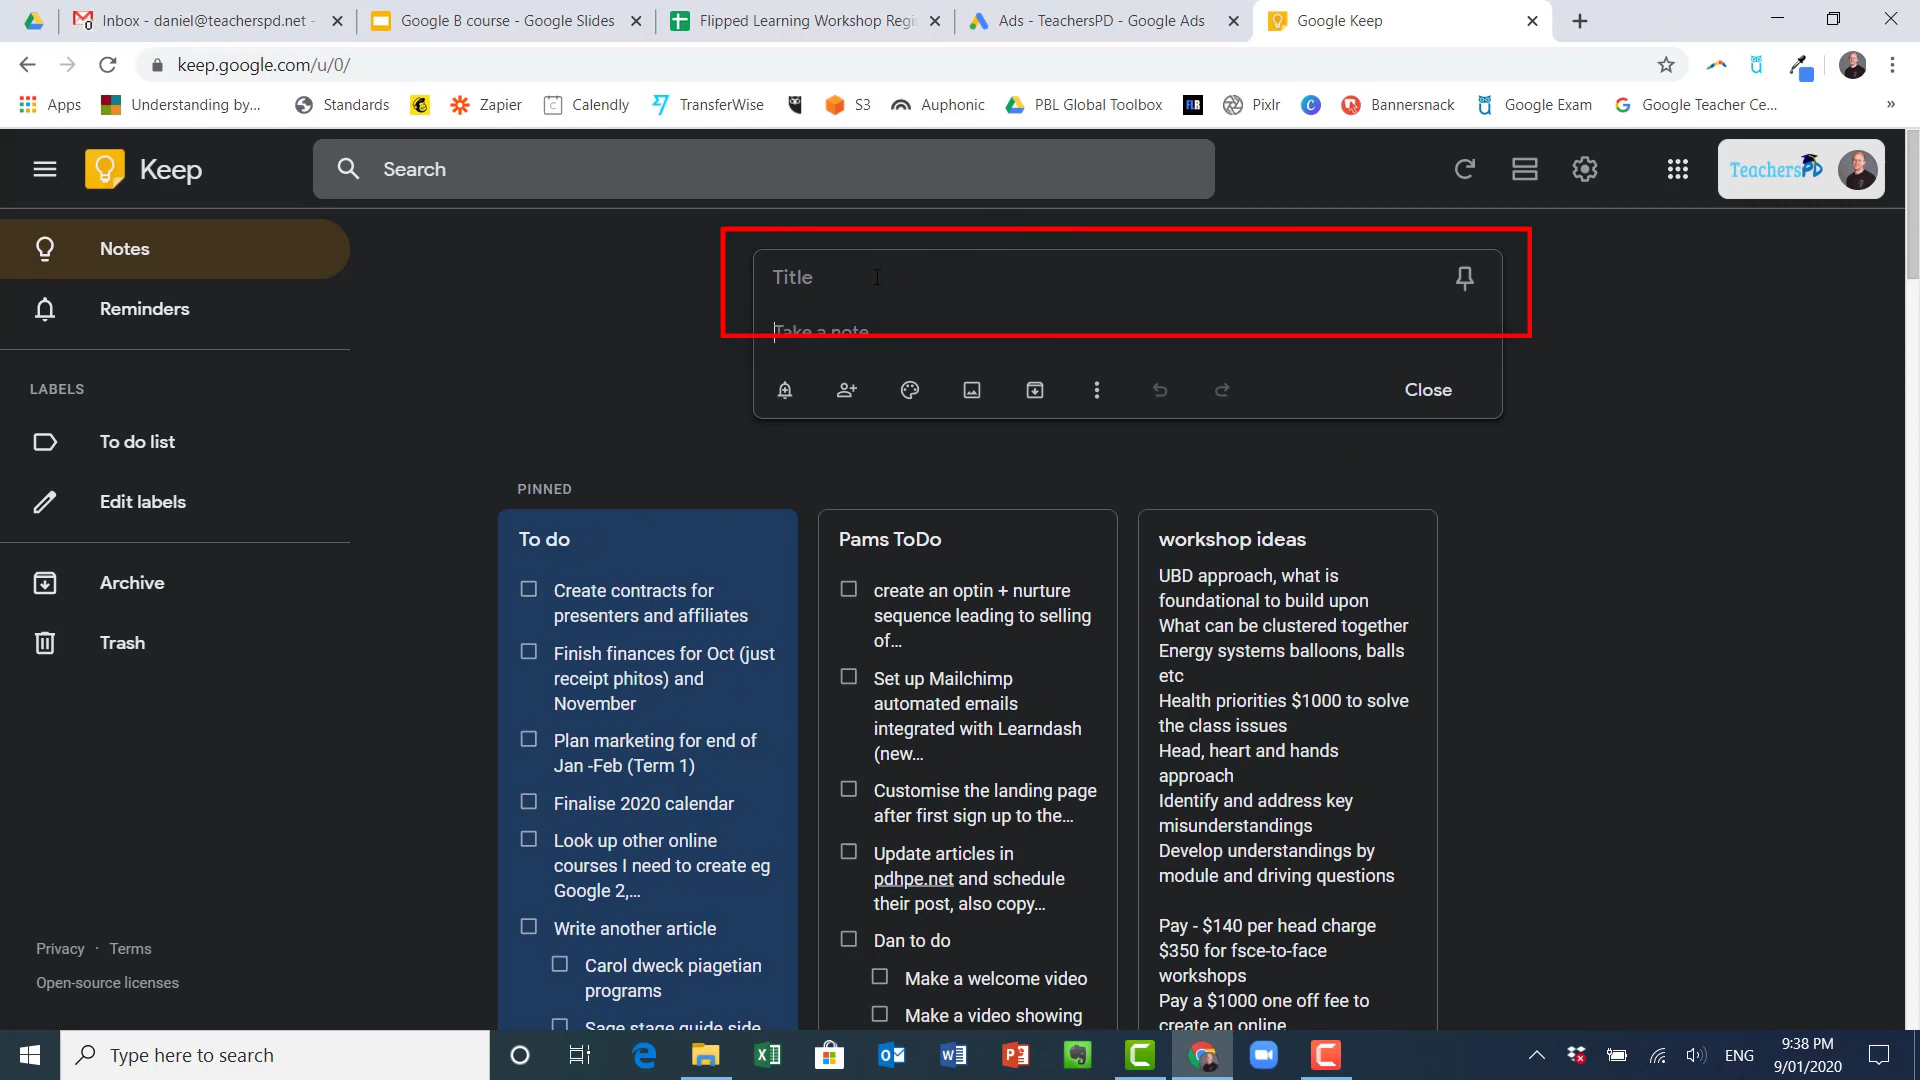 Inbox - daniel@teacherspd.net -
Google B course - Google Slides
Flipped Learning Workshop Regi
Ads - TeachersPD - Google Ads
Google Keep
keep.google.com/u/0/
Apps
Understanding by...
Standards
Zapier
Calendly
TransferWise
S3
Auphonic
PBL Global Toolbox
FLR
Pixlr
Bannersnack
Google Exam
Google Teacher Ce...
»
Keep
Search
TeachersPD
Notes
Reminders
LABELS
To do list
Edit labels
Archive
Trash
Privacy · Terms
Open-source licenses
Title
Take a note
Close
PINNED
To do
Create contracts for
presenters and affiliates
Finish finances for Oct (just
receipt phitos) and
November
Plan marketing for end of
Jan -Feb (Term 1)
Finalise 2020 calendar
Look up other online
courses I need to create eg
Google 2,...
Write another article
Carol dweck piagetian
programs
Sage stage guide side
Pams ToDo
create an optin + nurture
sequence leading to selling
of...
Set up Mailchimp
automated emails
integrated with Learndash
(new...
Customise the landing page
after first sign up to the...
Update articles in
pdhpe.net and schedule
their post, also copy...
Dan to do
Make a welcome video
Make a video showing
workshop ideas
UBD approach, what is
foundational to build upon
What can be clustered together
Energy systems balloons, balls
etc
Health priorities $1000 to solve
the class issues
Head, heart and hands
approach
Identify and address key
misunderstandings
Develop understandings by
module and driving questions
Pay - $140 per head charge
$350 for fsce-to-face
workshops
Pay a $1000 one off fee to
create an online
Type here to search
ENG
9:38 PM
9/01/2020